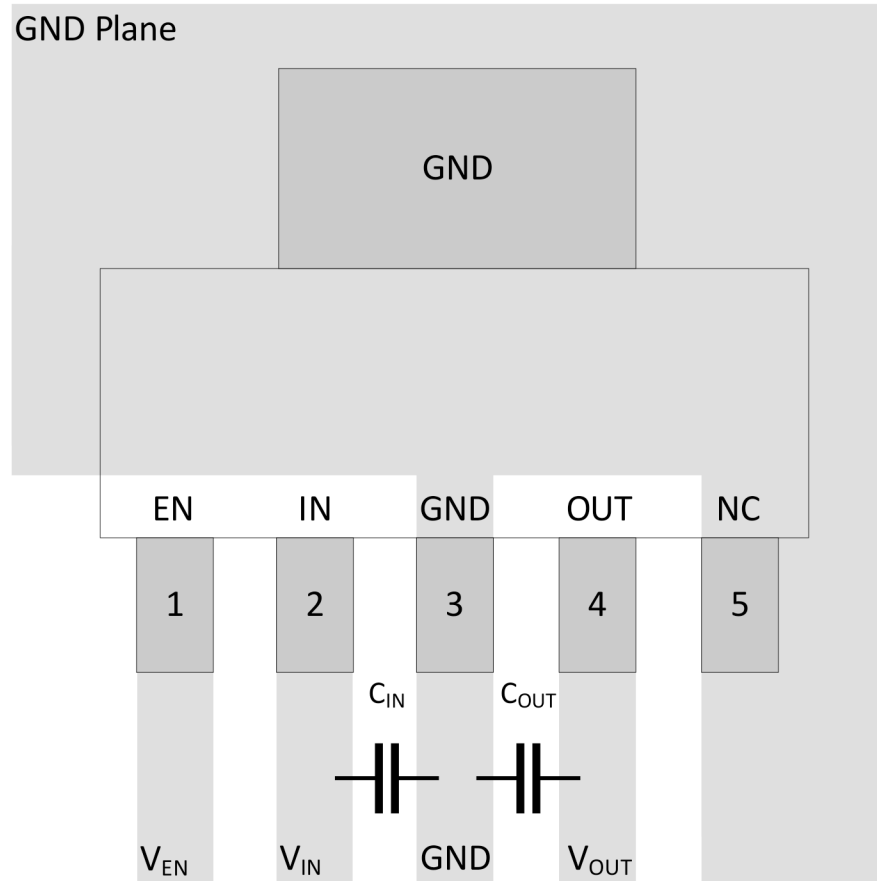 GND Plane
GND
EN IN GND OUT NC
1 2 3 4 5
C_IN C_OUT
V_EN V_IN GND V_OUT